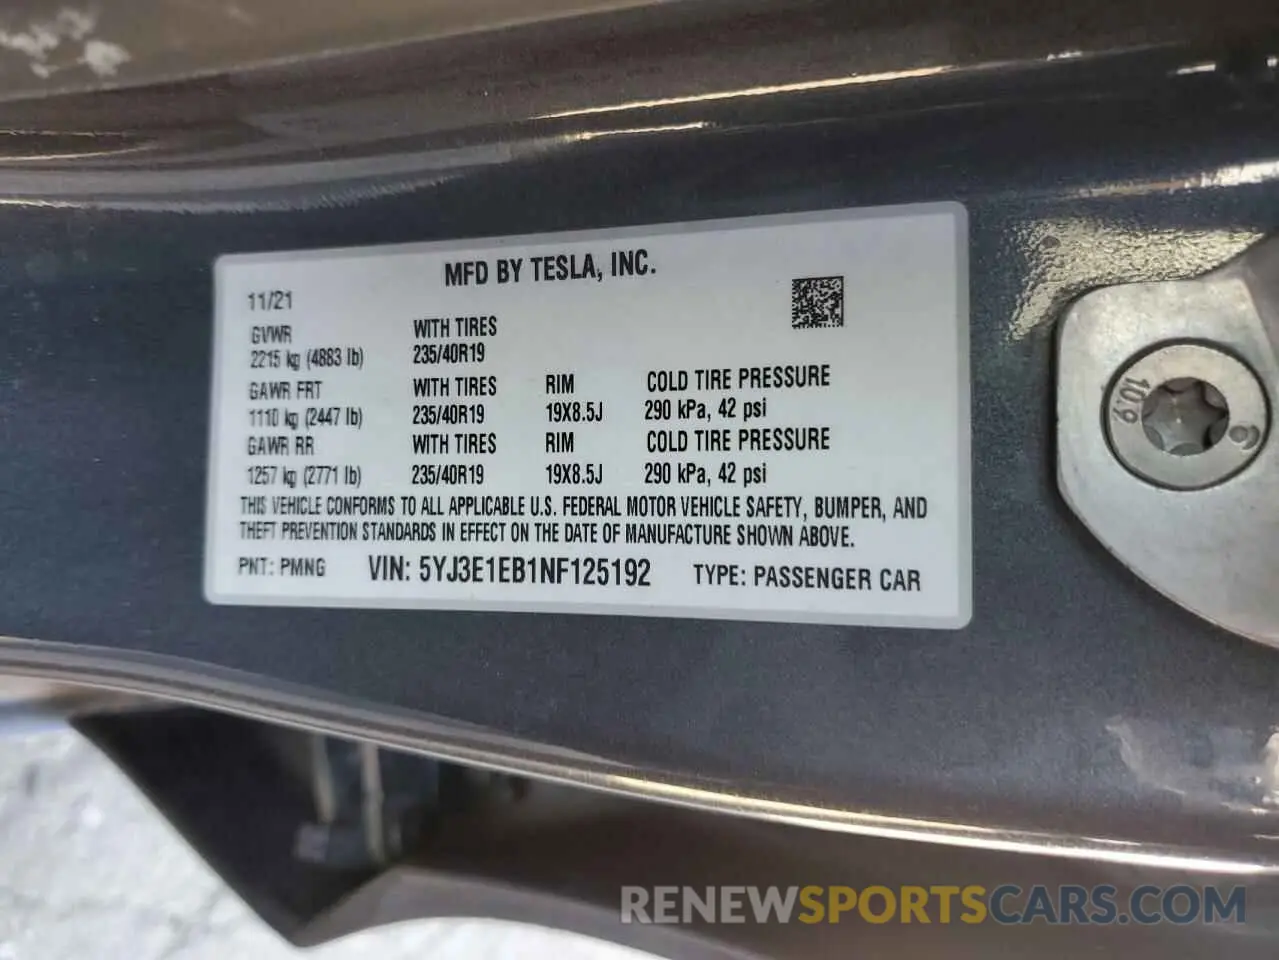 MFD BY TESLA, INC.
11/21
GVWR
2215 kg (4883 lb)
WITH TIRES
235/40R19
GAWR FRT
1110 kg (2447 lb)
WITH TIRES
235/40R19
RIM
19X8.5J
COLD TIRE PRESSURE
290 kPa, 42 psi
GAWR RR
1257 kg (2771 lb)
WITH TIRES
235/40R19
RIM
19X8.5J
COLD TIRE PRESSURE
290 kPa, 42 psi
THIS VEHICLE CONFORMS TO ALL APPLICABLE U.S. FEDERAL MOTOR VEHICLE SAFETY, BUMPER, AND
THEFT PREVENTION STANDARDS IN EFFECT ON THE DATE OF MANUFACTURE SHOWN ABOVE.
PNT: PMNG VIN: 5YJ3E1EB1NF125192 TYPE: PASSENGER CAR
10.9
RENEWSPORTSCARS.COM